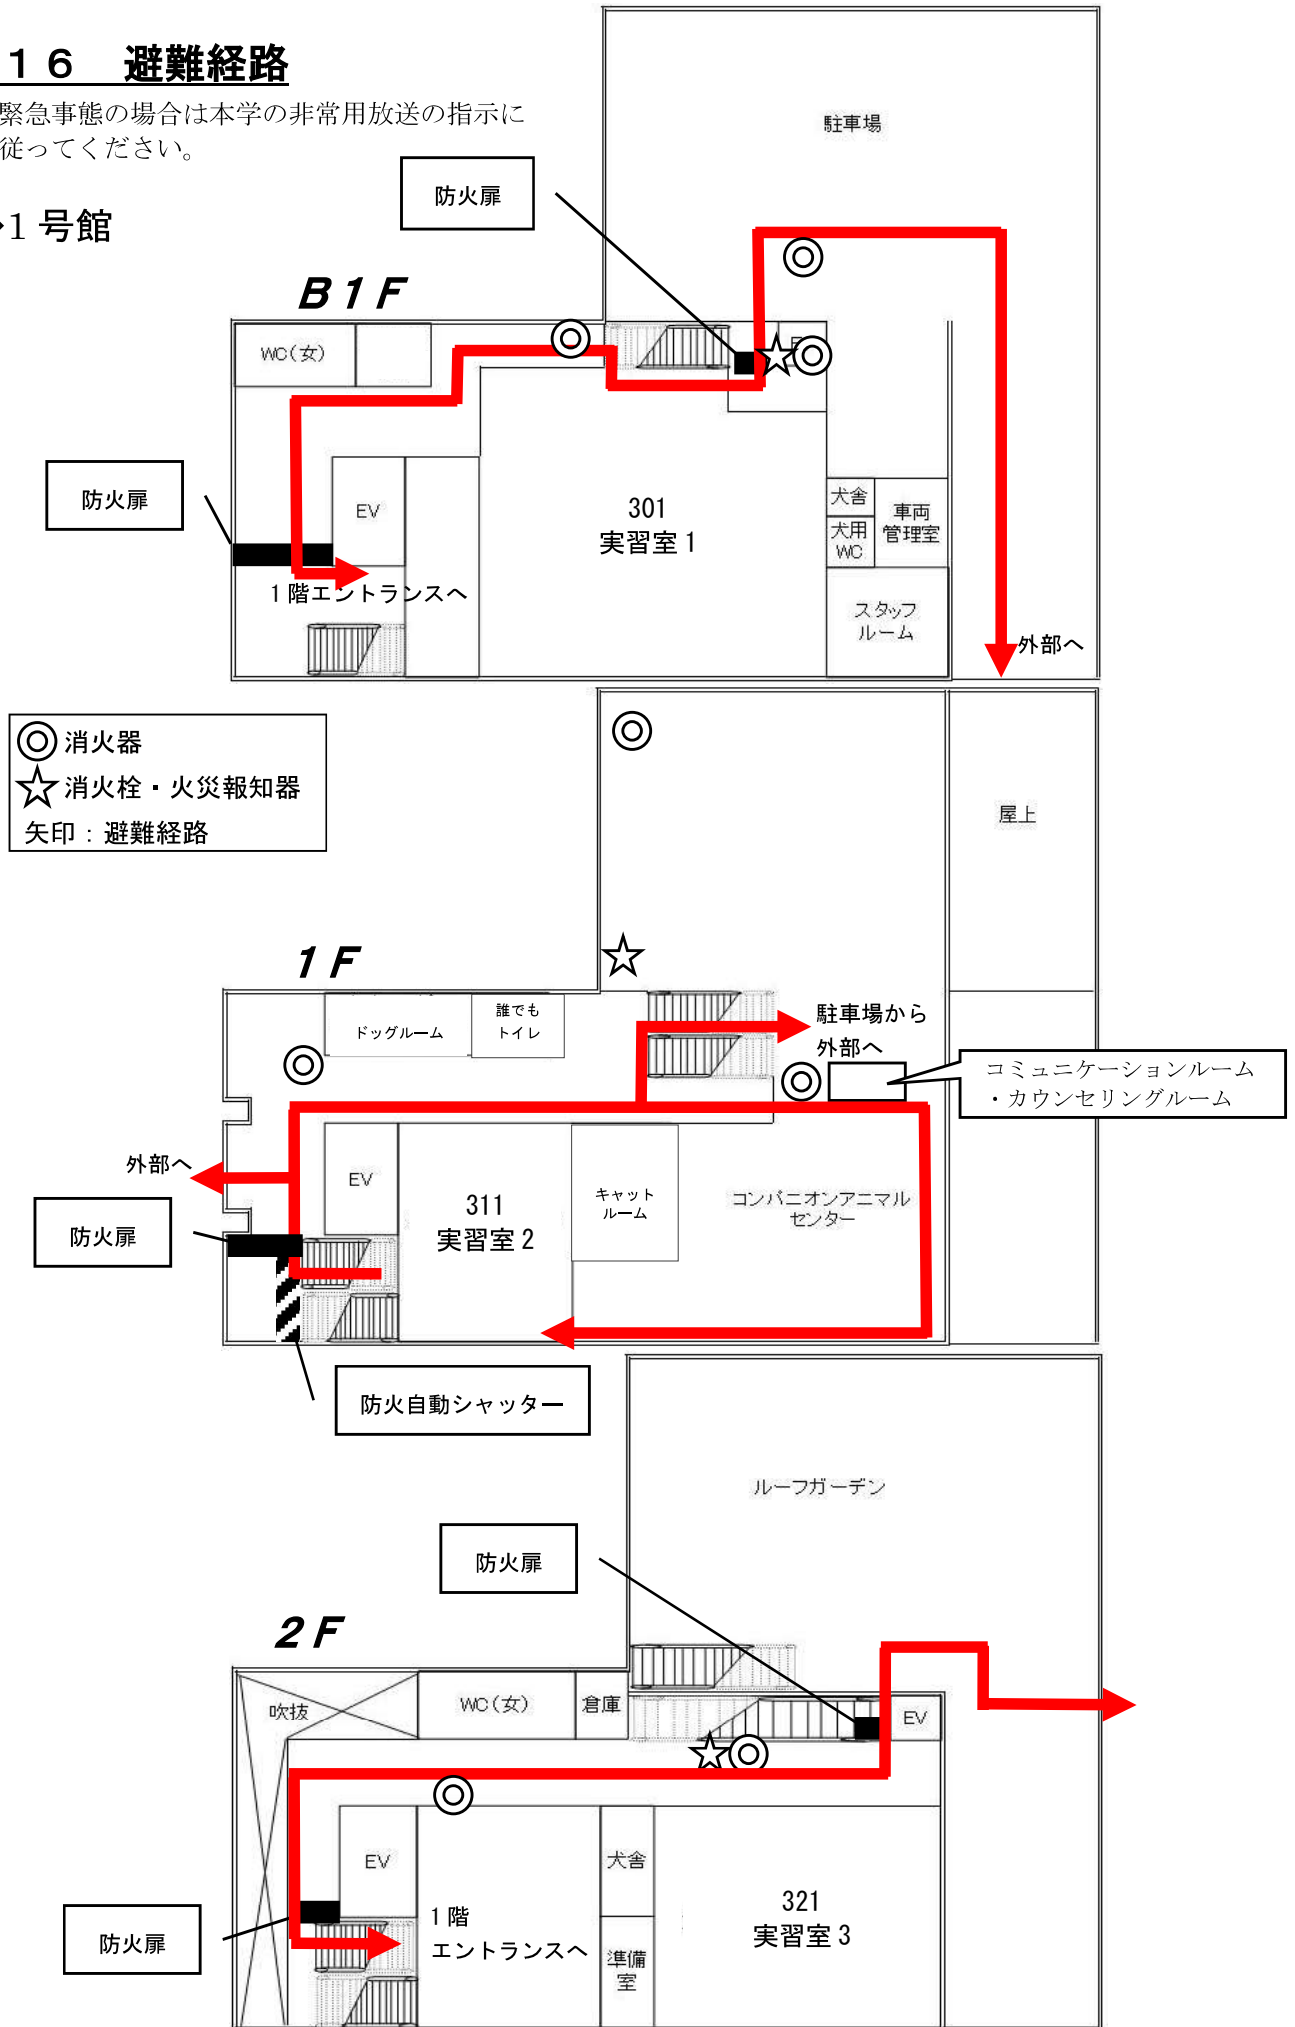 １６　避難経路
緊急事態の場合は本学の非常用放送の指示に
従ってください。
1 号館
駐車場
防火扉
B1F
WC(女)
防火扉
EV
301
実習室1
犬舎
犬用
WC
車両
管理室
スタッフ
ルーム
1階エントランスへ
外部へ
消火器
消火栓・火災報知器
矢印：避難経路
屋上
1F
ドッグルーム
誰でも
トイレ
駐車場から
外部へ
コミュニケーションルーム
・カウンセリングルーム
外部へ
EV
311
実習室2
キャット
ルーム
コンパニオンアニマル
センター
防火扉
防火自動シャッター
ルーフガーデン
防火扉
2F
吹抜
WC(女)
倉庫
EV
EV
犬舎
321
実習室3
1階
エントランスへ
準備
室
防火扉